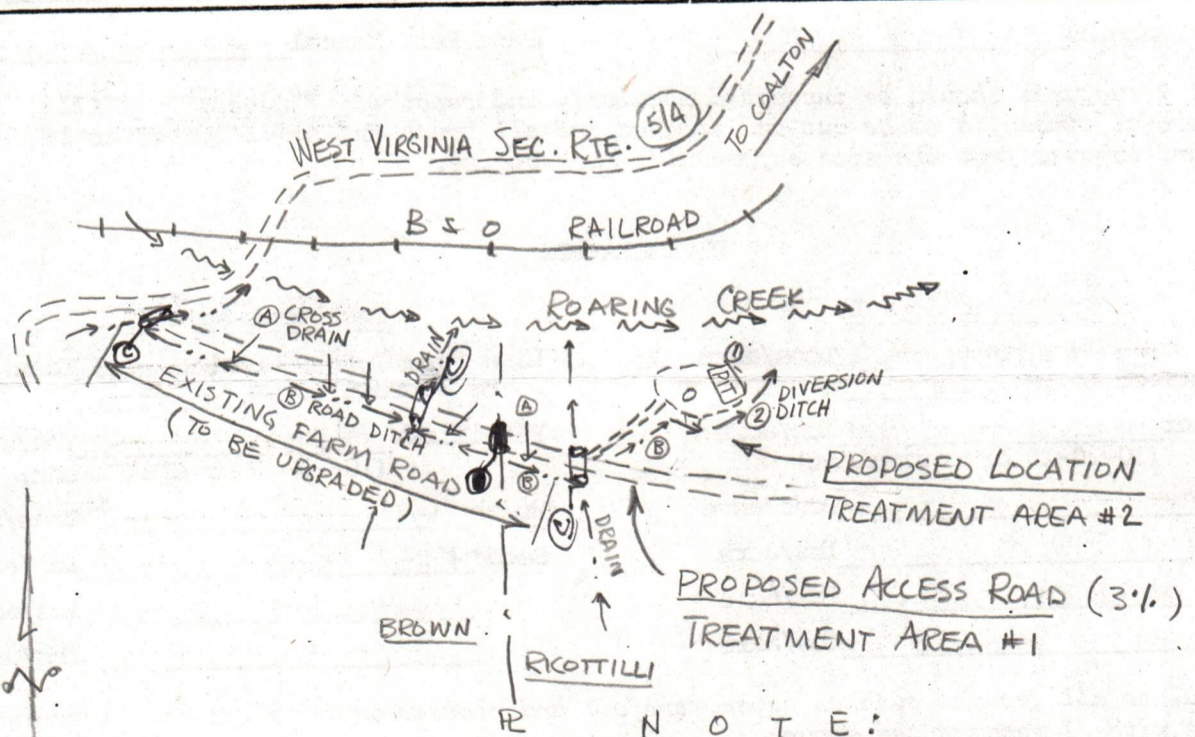 WEST VIRGINIA SEC. RTE. 5/4
TO COALTON
B & O RAILROAD
ROARING CREEK
A CROSS
DRAIN
DRAIN
C
EXISTING FARM ROAD
(TO BE UPGRADED)
B ROAD DITCH
A
B
C
DRAIN
B
1
PIT
2
DIVERSION
DITCH
PROPOSED LOCATION
TREATMENT AREA #2
PROPOSED ACCESS ROAD (3%)
TREATMENT AREA #1
BROWN
RICOTTILLI
PL
N
NOTE: